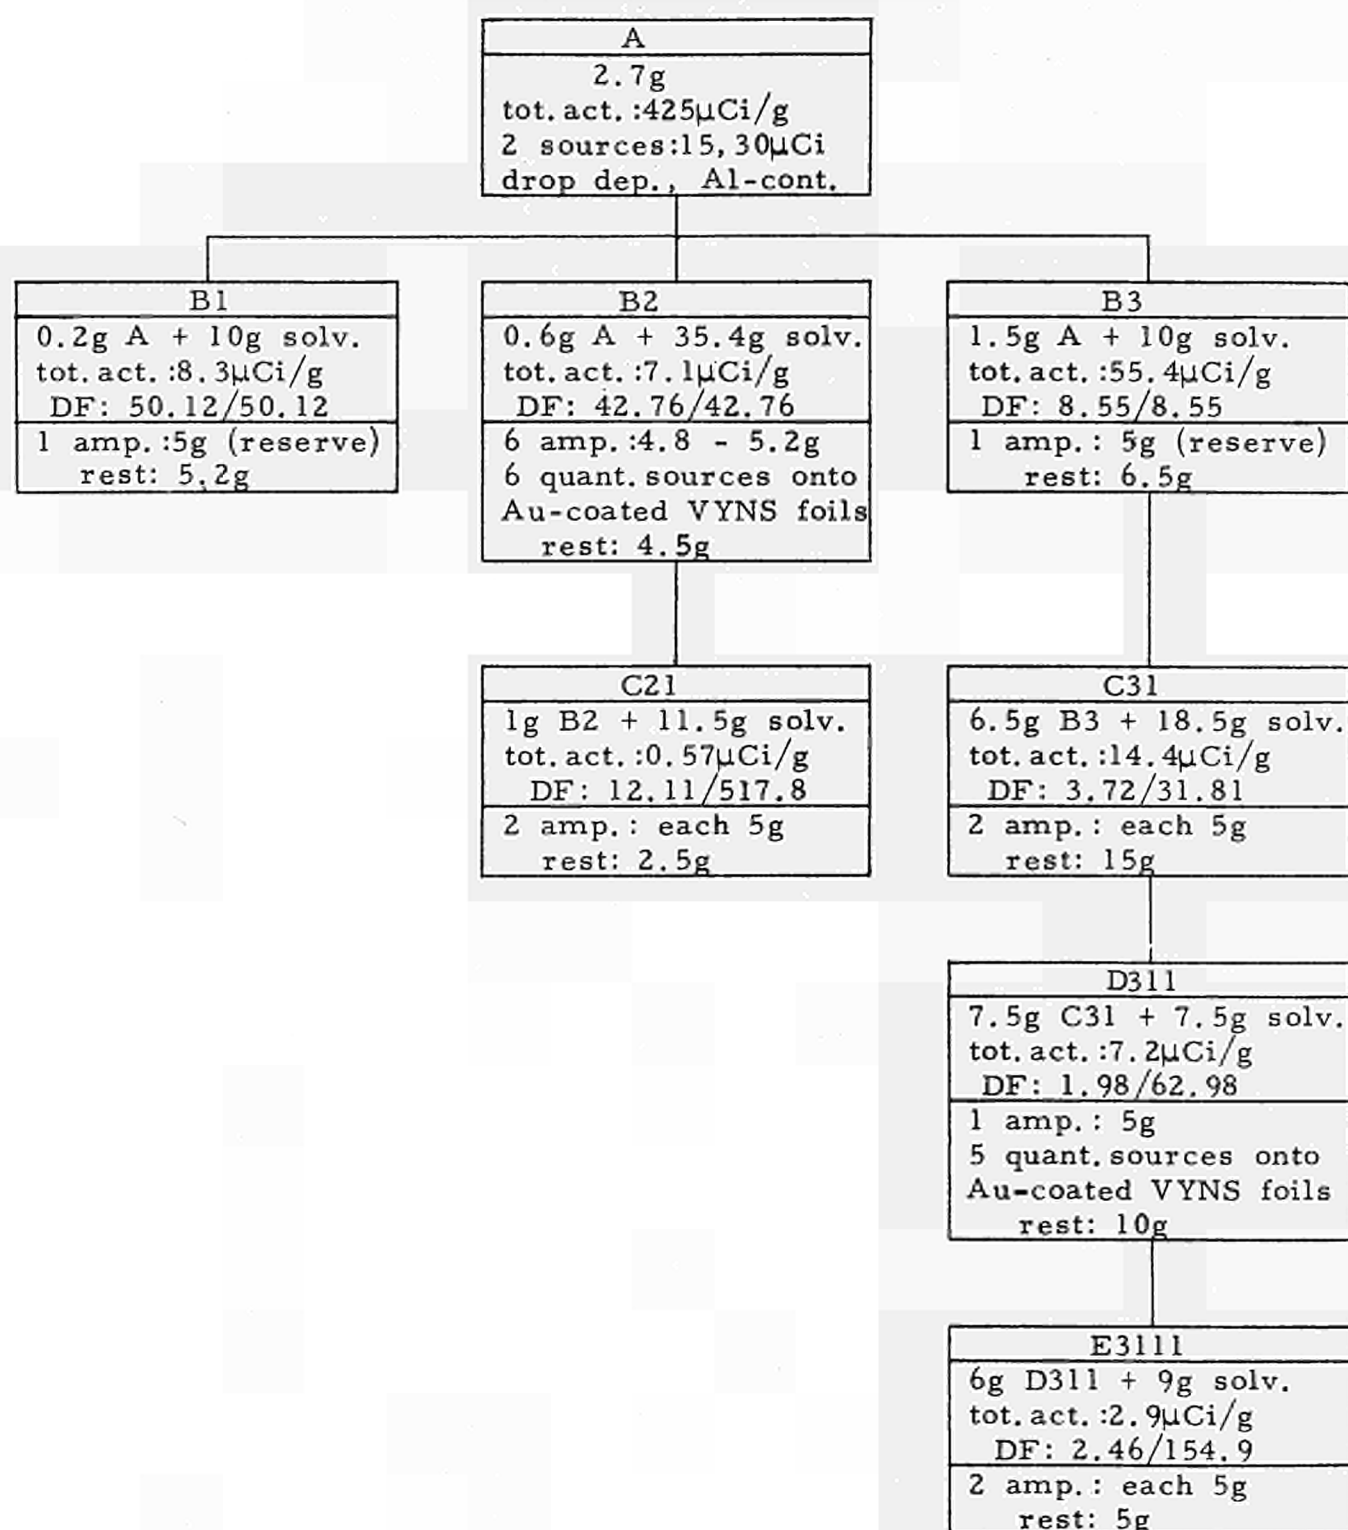 A
2.7g
tot.act.:425µCi/g
2 sources:15,30µCi
drop dep., Al-cont.
B1
0.2g A + 10g solv.
tot.act.:8.3µCi/g
DF: 50.12/50.12
1 amp.:5g (reserve)
rest: 5.2g
B2
0.6g A + 35.4g solv.
tot.act.:7.1µCi/g
DF: 42.76/42.76
6 amp.:4.8 - 5.2g
6 quant.sources onto
Au-coated VYNS foils
rest: 4.5g
B3
1.5g A + 10g solv.
tot.act.:55.4µCi/g
DF: 8.55/8.55
1 amp.: 5g (reserve)
rest: 6.5g
C21
1g B2 + 11.5g solv.
tot.act.:0.57µCi/g
DF: 12.11/517.8
2 amp.: each 5g
rest: 2.5g
C31
6.5g B3 + 18.5g solv.
tot.act.:14.4µCi/g
DF: 3.72/31.81
2 amp.: each 5g
rest: 15g
D311
7.5g C31 + 7.5g solv.
tot.act.:7.2µCi/g
DF: 1.98/62.98
1 amp.: 5g
5 quant.sources onto
Au-coated VYNS foils
rest: 10g
E3111
6g D311 + 9g solv.
tot.act.:2.9µCi/g
DF: 2.46/154.9
2 amp.: each 5g
rest: 5g